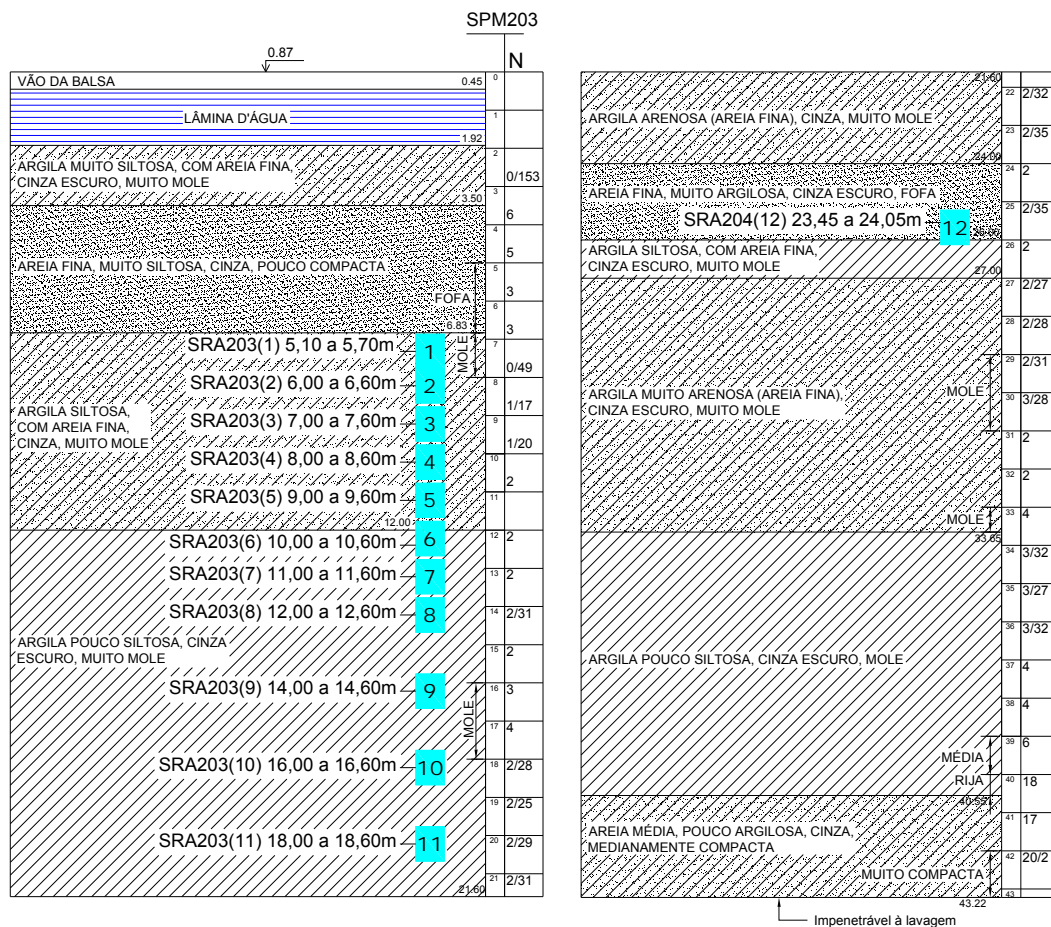 SPM203
0.87
N
VÃO DA BALSA
0.45
0
LÂMINA D'ÁGUA
1
1.92
ARGILA MUITO SILTOSA, COM AREIA FINA,
CINZA ESCURO, MUITO MOLE
2
0/153
3
3.50
6
4
5
AREIA FINA, MUITO SILTOSA, CINZA, POUCO COMPACTA
5
FOFA
3
6
6.83
3
SRA203(1) 5,10 a 5,70m
1
MOLE
7
0/49
SRA203(2) 6,00 a 6,60m
2
8
1/17
ARGILA SILTOSA,
COM AREIA FINA,
CINZA, MUITO MOLE
SRA203(3) 7,00 a 7,60m
3
9
1/20
SRA203(4) 8,00 a 8,60m
4
10
2
SRA203(5) 9,00 a 9,60m
5
11
12.00
SRA203(6) 10,00 a 10,60m
6
12
2
SRA203(7) 11,00 a 11,60m
7
13
2
SRA203(8) 12,00 a 12,60m
8
14
2/31
ARGILA POUCO SILTOSA, CINZA
ESCURO, MUITO MOLE
15
2
SRA203(9) 14,00 a 14,60m
9
16
3
MOLE
17
4
SRA203(10) 16,00 a 16,60m
10
18
2/28
19
2/25
SRA203(11) 18,00 a 18,60m
11
20
2/29
21.60
21
2/31
21.60
22
2/32
ARGILA ARENOSA (AREIA FINA), CINZA, MUITO MOLE
23
2/35
24.00
24
2
AREIA FINA, MUITO ARGILOSA, CINZA ESCURO, FOFA
25
2/35
SRA204(12) 23,45 a 24,05m
12
ARGILA SILTOSA, COM AREIA FINA,
CINZA ESCURO, MUITO MOLE
26
2
27.00
27
2/27
28
2/28
29
2/31
ARGILA MUITO ARENOSA (AREIA FINA),
CINZA ESCURO, MUITO MOLE
MOLE
30
3/28
31
2
32
2
MOLE
33
4
33.65
34
3/32
35
3/27
36
3/32
ARGILA POUCO SILTOSA, CINZA ESCURO, MOLE
37
4
38
4
39
6
MÉDIA
RIJA
40
18
40.55
41
17
AREIA MÉDIA, POUCO ARGILOSA, CINZA,
MEDIANAMENTE COMPACTA
42
20/2
MUITO COMPACTA
43
43.22
Impenetrável à lavagem